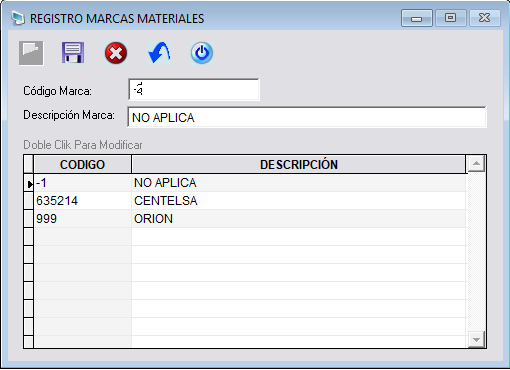 REGISTRO MARCAS MATERIALES
Código Marca:
Descripción Marca: NO APLICA
Doble Clik Para Modificar
CODIGO DESCRIPCIÓN
-1 NO APLICA
635214 CENTELSA
999 ORION